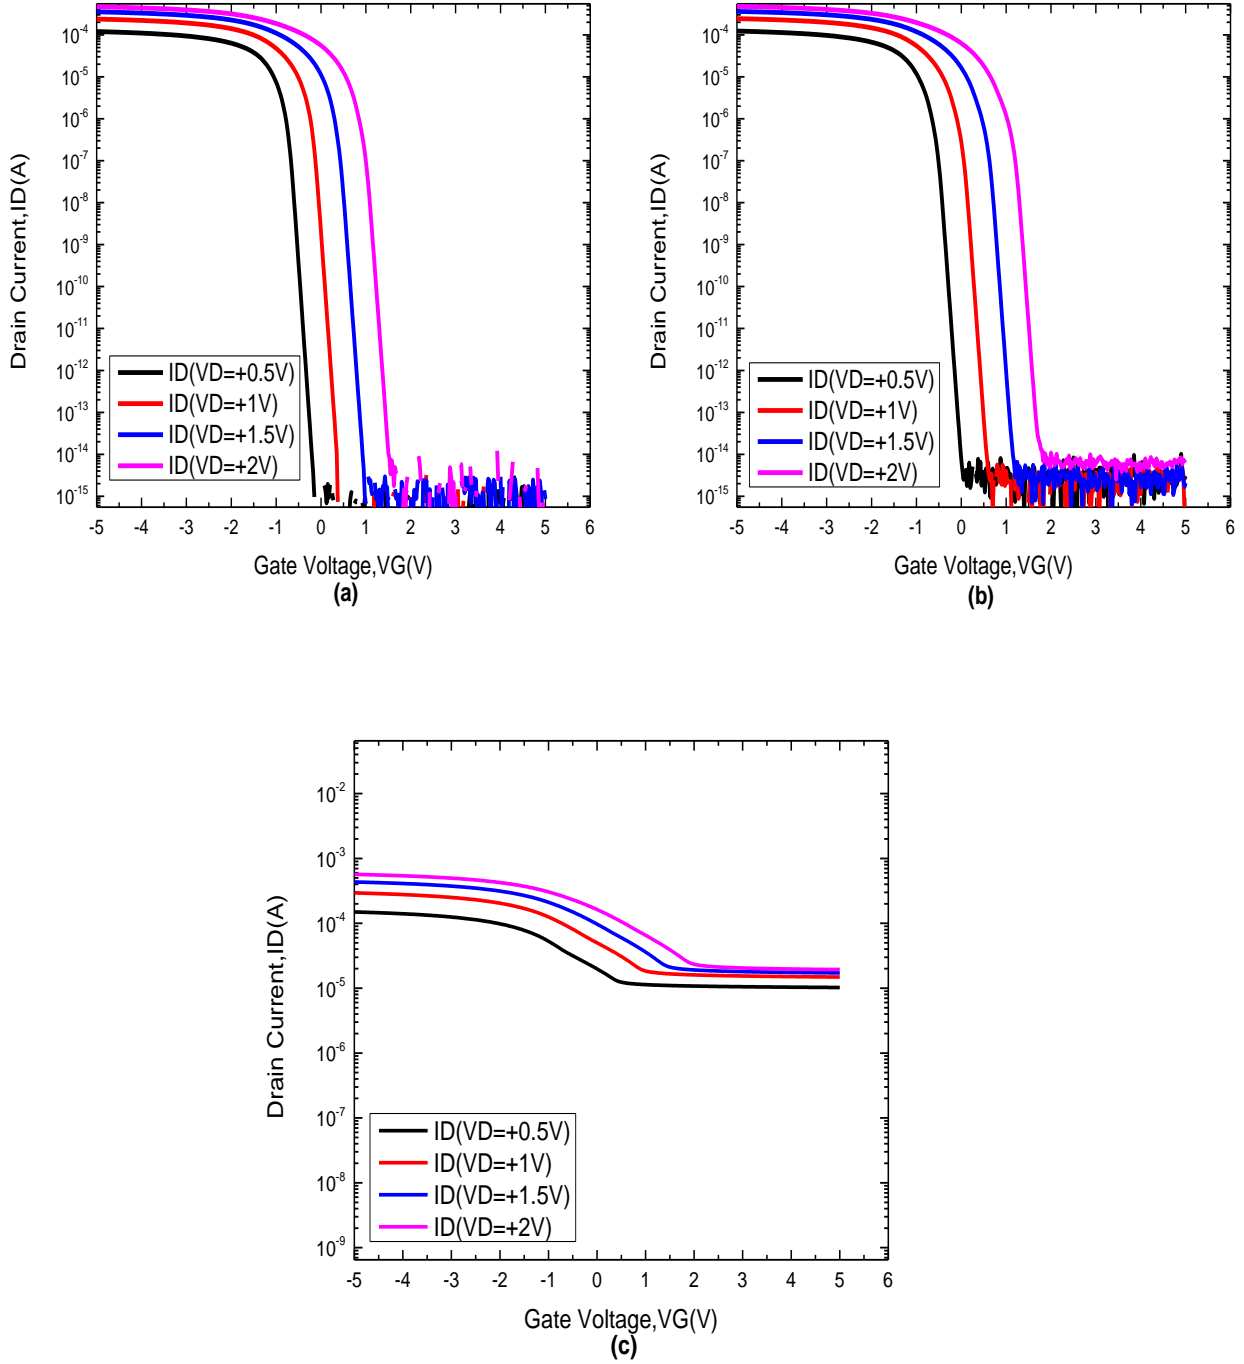 10-4
10-5
10-6
10-7
10-8
10-9
10-10
10-11
10-12
10-13
10-14
10-15
Drain Current,ID(A)
ID(VD=+0.5V)
ID(VD=+1V)
ID(VD=+1.5V)
ID(VD=+2V)
-5 -4 -3 -2 -1 0 1 2 3 4 5 6
Gate Voltage,VG(V)
(a)
10-4
10-5
10-6
10-7
10-8
10-9
10-10
10-11
10-12
10-13
10-14
10-15
Drain Current,ID(A)
ID(VD=+0.5V)
ID(VD=+1V)
ID(VD=+1.5V)
ID(VD=+2V)
-5 -4 -3 -2 -1 0 1 2 3 4 5 6
Gate Voltage,VG(V)
(b)
10-2
10-3
10-4
10-5
10-6
10-7
10-8
10-9
Drain Current,ID(A)
ID(VD=+0.5V)
ID(VD=+1V)
ID(VD=+1.5V)
ID(VD=+2V)
-5 -4 -3 -2 -1 0 1 2 3 4 5 6
Gate Voltage,VG(V)
(c)